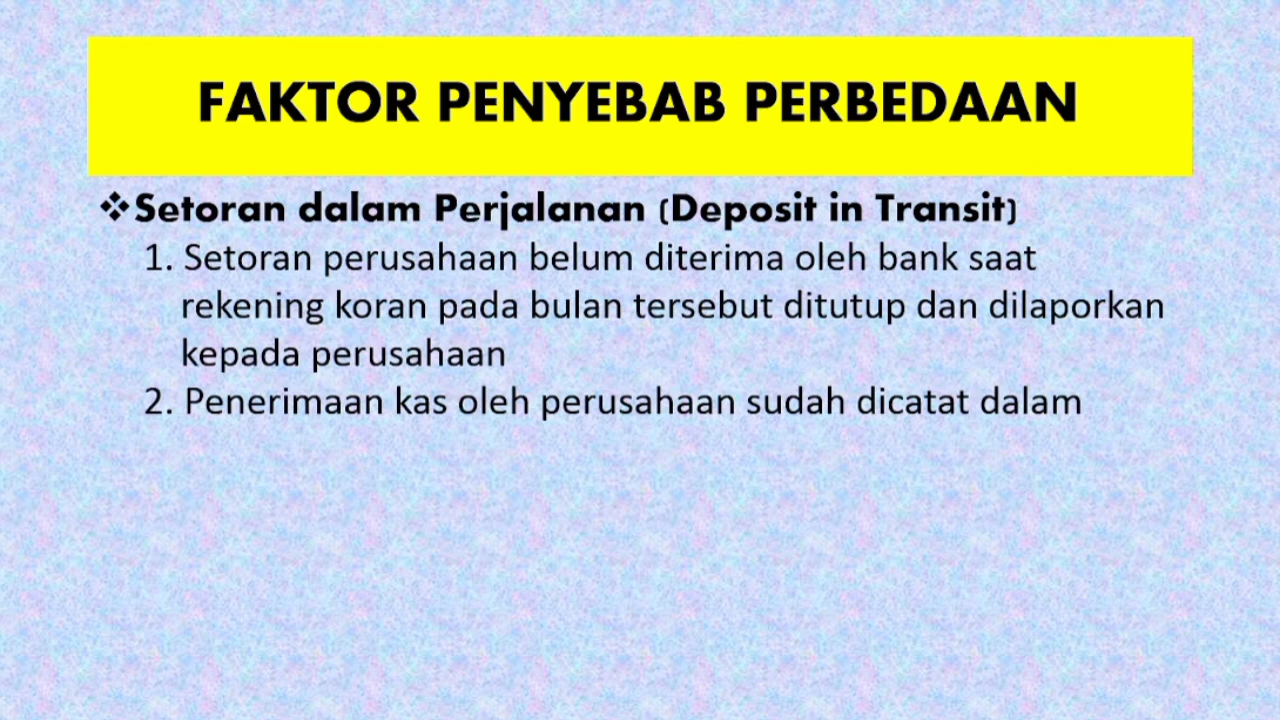 FAKTOR PENYEBAB PERBEDAAN
❖Setoran dalam Perjalanan (Deposit in Transit)
1. Setoran perusahaan belum diterima oleh bank saat
rekening koran pada bulan tersebut ditutup dan dilaporkan
kepada perusahaan
2. Penerimaan kas oleh perusahaan sudah dicatat dalam